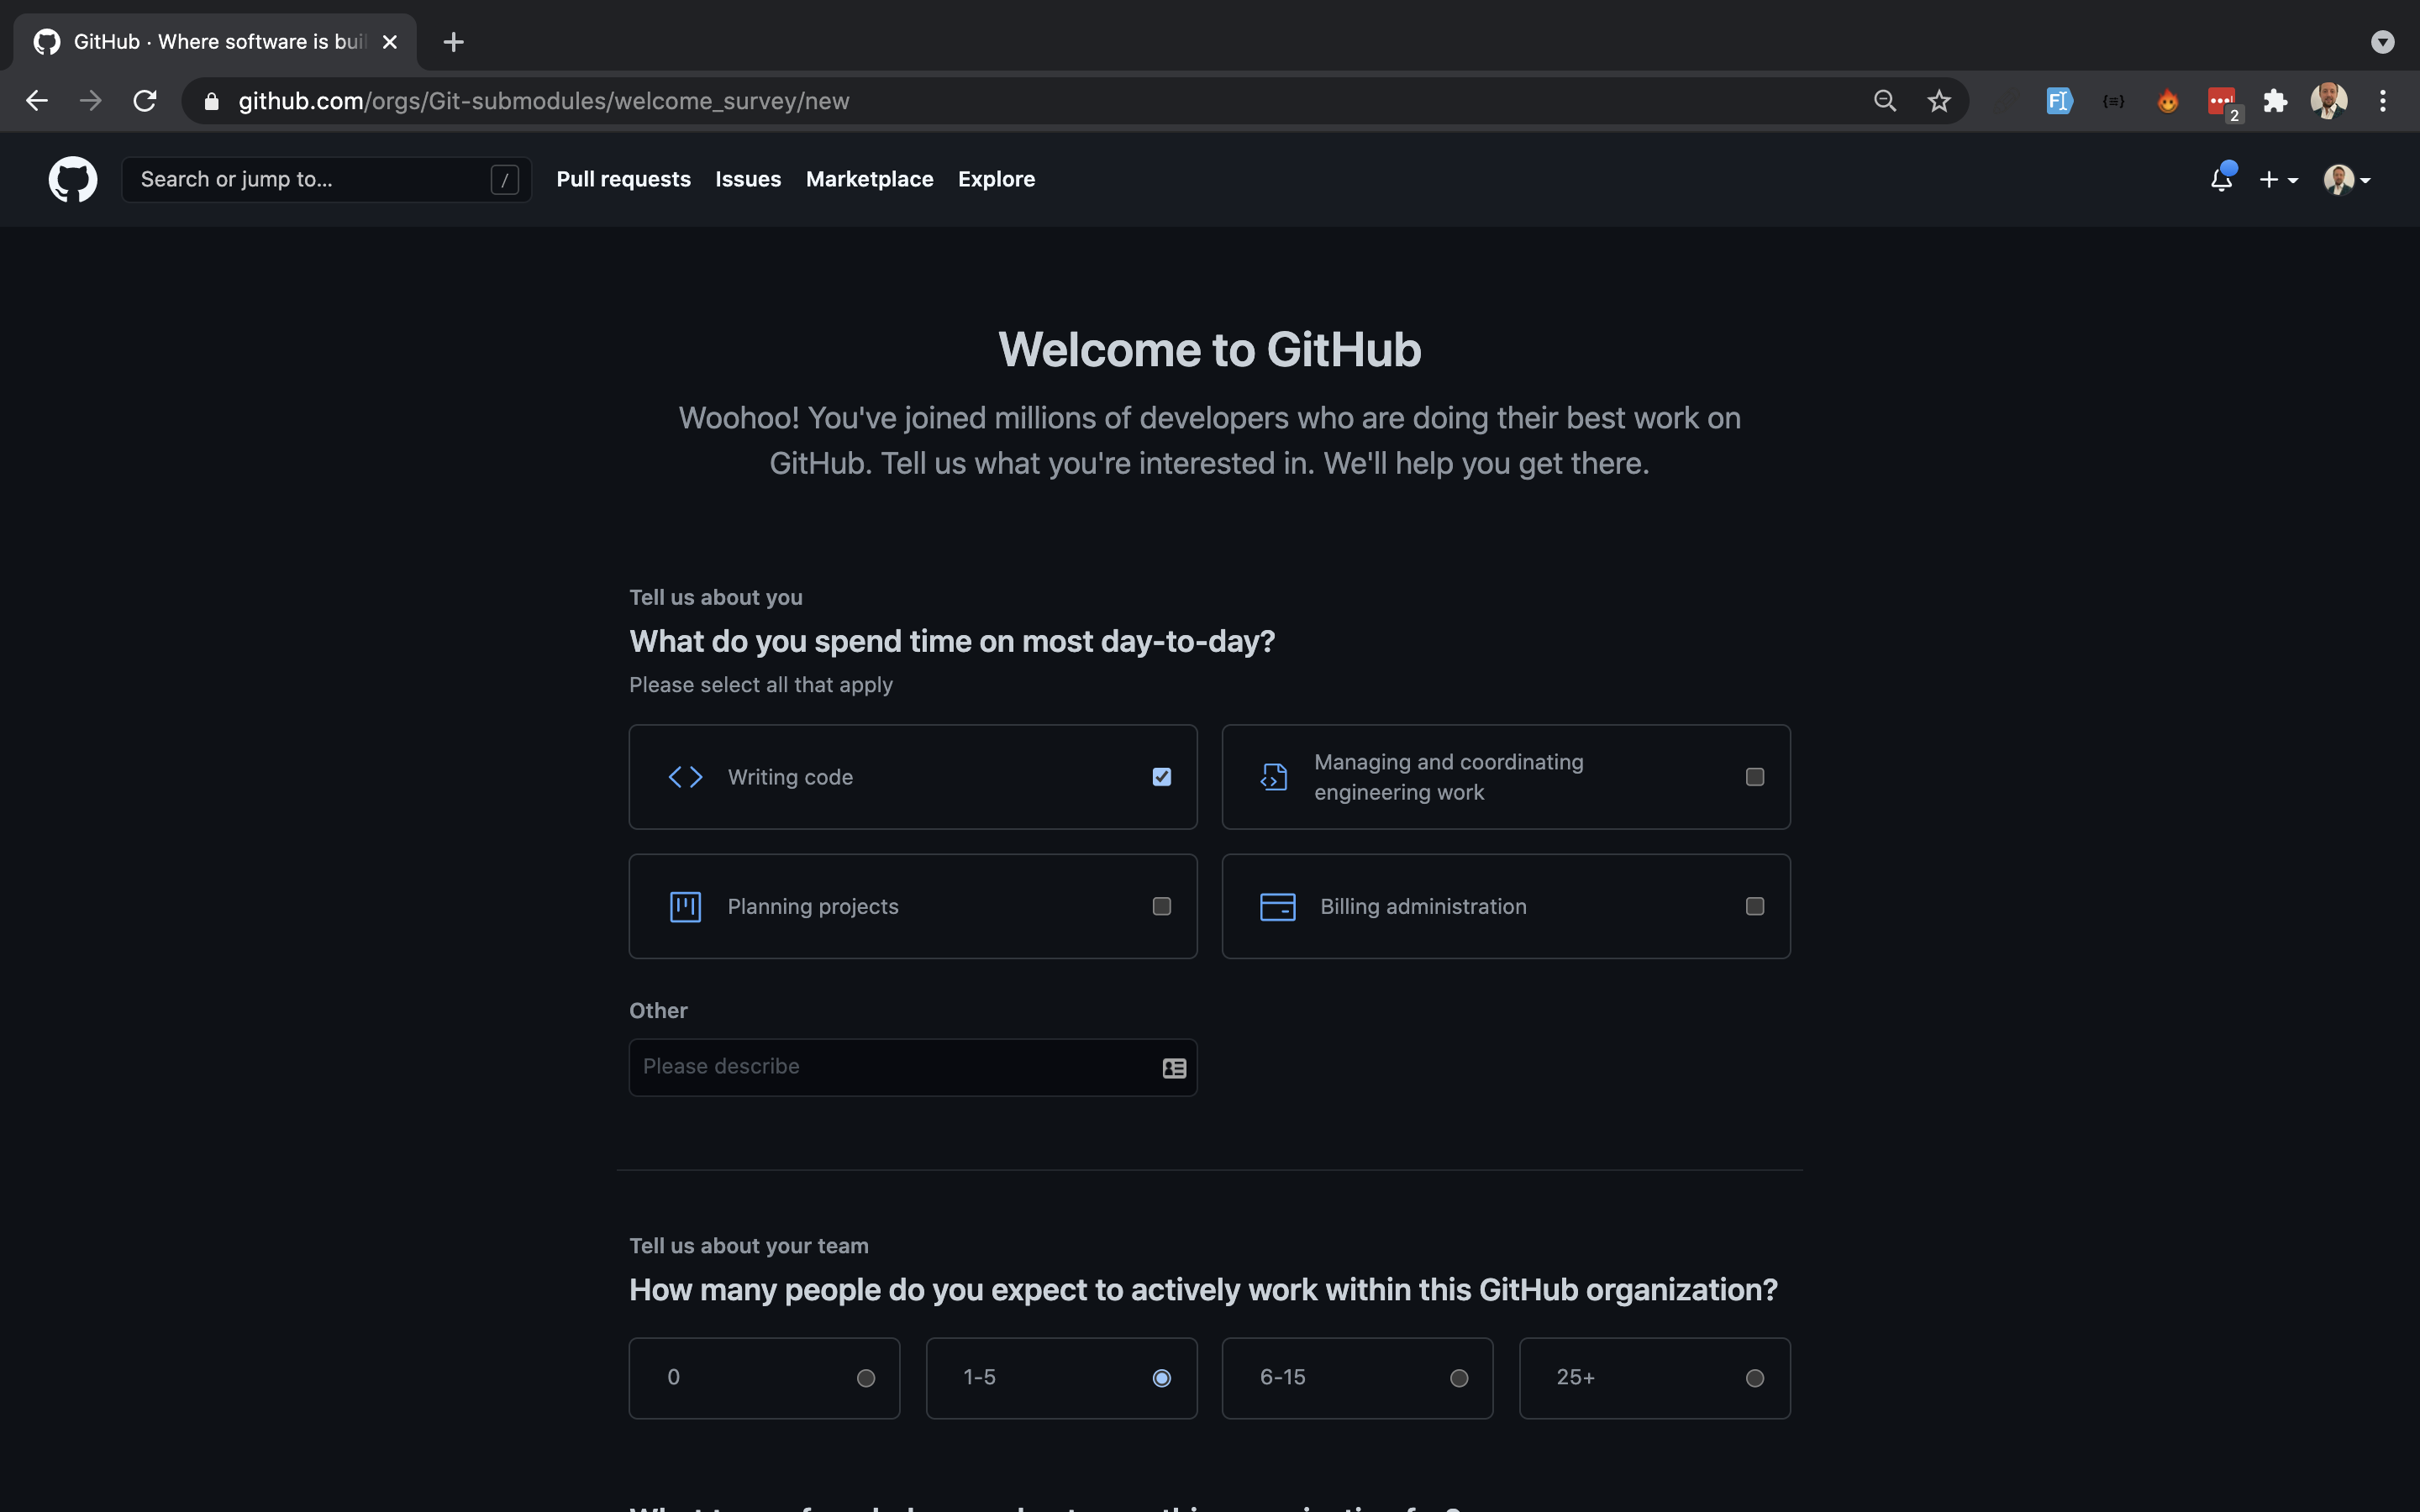 GitHub · Where software is buil
github.com/orgs/Git-submodules/welcome_survey/new
2
Search or jump to...
/
Pull requests
Issues
Marketplace
Explore
Welcome to GitHub
Woohoo! You've joined millions of developers who are doing their best work on
GitHub. Tell us what you're interested in. We'll help you get there.
Tell us about you
What do you spend time on most day-to-day?
Please select all that apply
Writing code
Managing and coordinating
engineering work
Planning projects
Billing administration
Other
Please describe
Tell us about your team
How many people do you expect to actively work within this GitHub organization?
0
1-5
6-15
25+